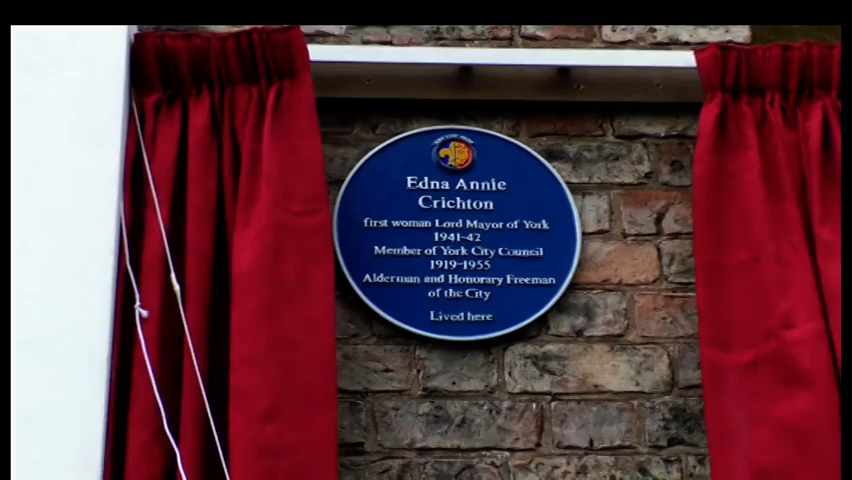 Edna Annie
Crichton
first woman Lord Mayor of York
1941-42
Member of York City Council
1919-1955
Alderman and Honorary Freeman
of the City
Lived here